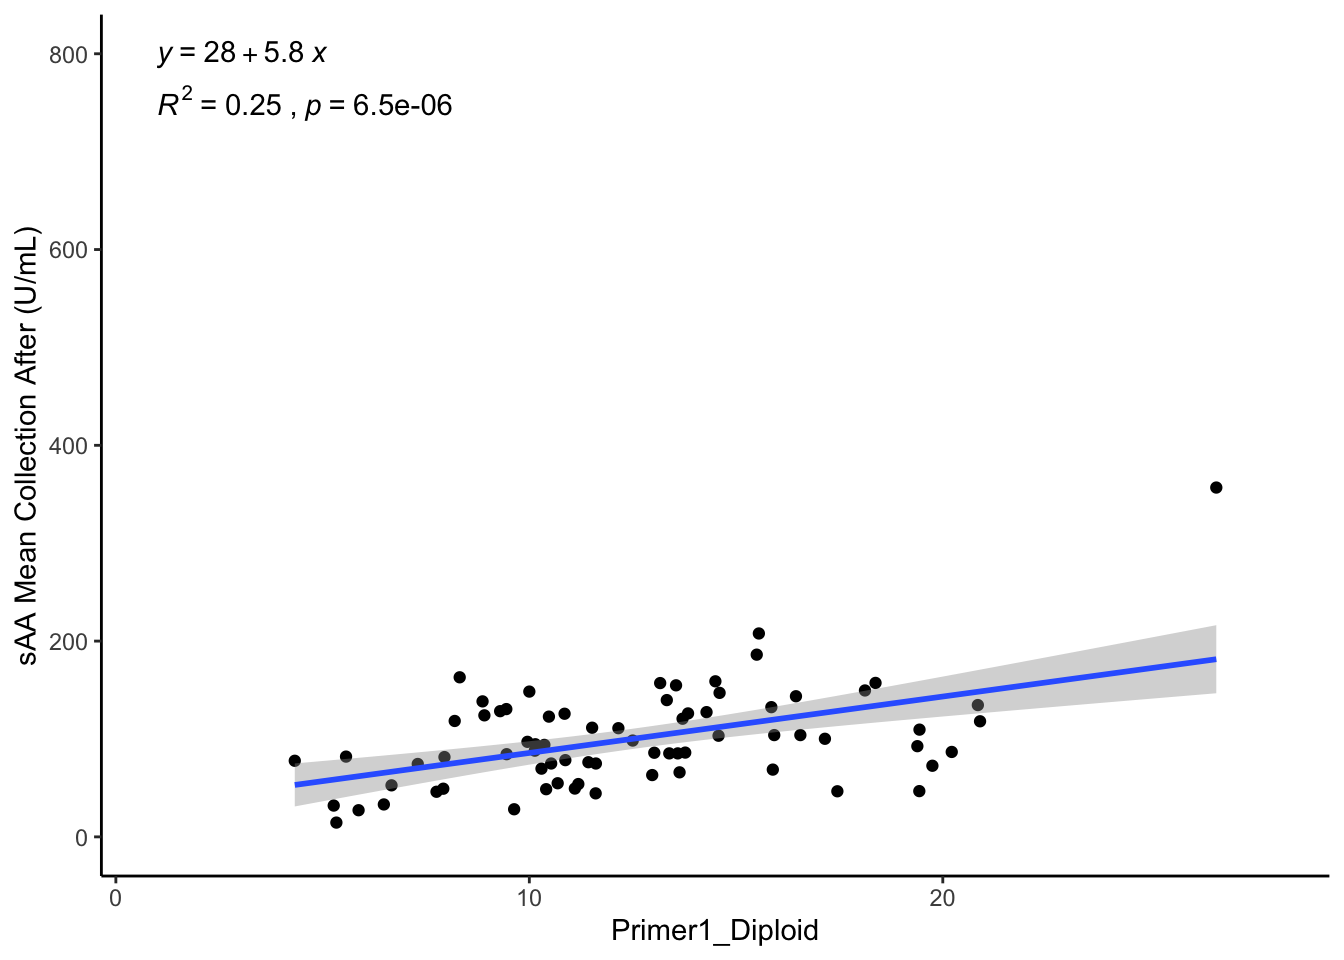 y = 28 + 5.8 x
R² = 0.25 , p = 6.5e-06
800
600
400
200
0
0 10 20
sAA Mean Collection After (U/mL)
Primer1_Diploid